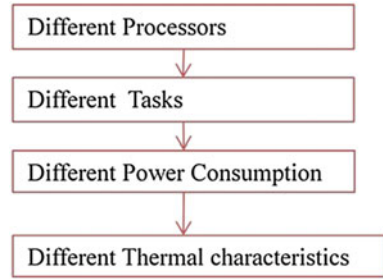 Different Processors
Different Tasks
Different Power Consumption
Different Thermal characteristics